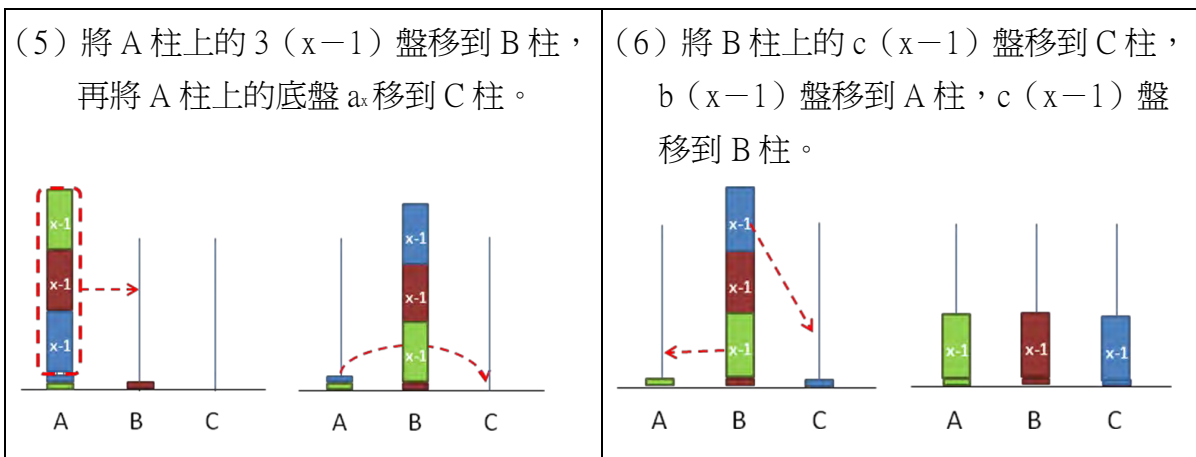 （5）將 A 柱上的 3（x－1）盤移到 B 柱，
再將 A 柱上的底盤 aₓ 移到 C 柱。
x-1
x-1
x-1
A B C
x-1
x-1
x-1
A B C
（6）將 B 柱上的 c（x－1）盤移到 C 柱，
b（x－1）盤移到 A 柱，c（x－1）盤
移到 B 柱。
x-1
x-1
x-1
A B C
x-1 x-1 x-1
A B C